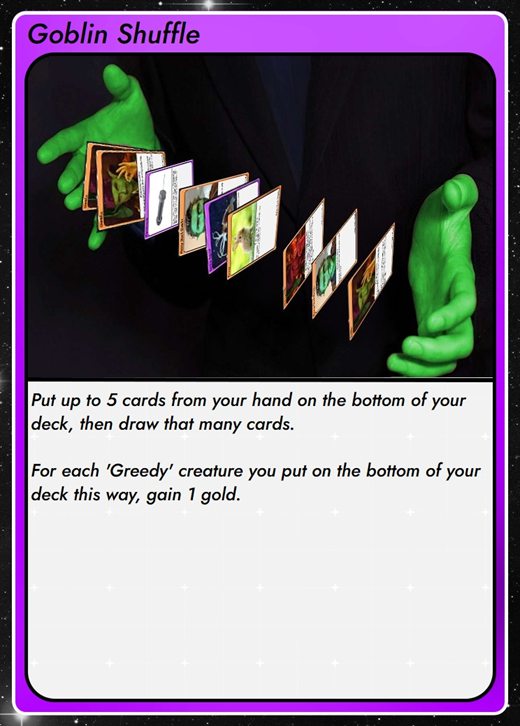 Goblin Shuffle
Put up to 5 cards from your hand on the bottom of your
deck, then draw that many cards.
For each 'Greedy' creature you put on the bottom of your
deck this way, gain 1 gold.